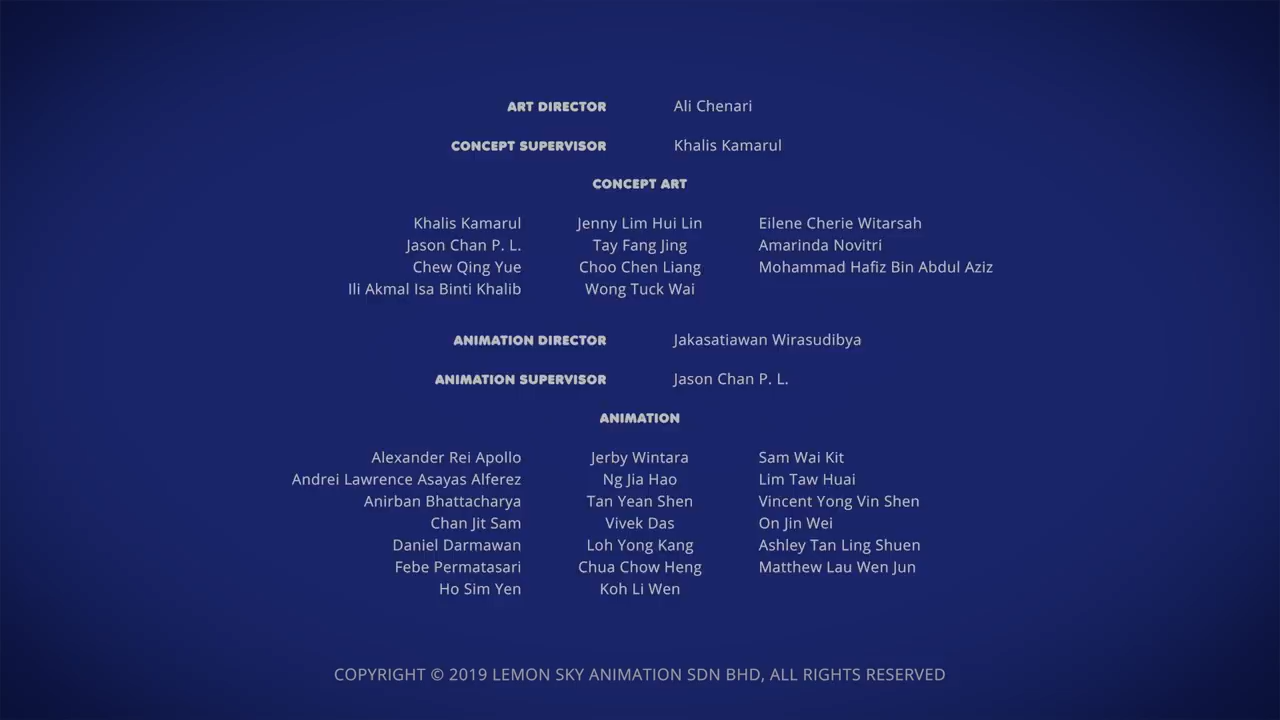 ART DIRECTOR Ali Chenari
CONCEPT SUPERVISOR Khalis Kamarul
CONCEPT ART
Khalis Kamarul Jenny Lim Hui Lin Eilene Cherie Witarsah
Jason Chan P. L. Tay Fang Jing Amarinda Novitri
Chew Qing Yue Choo Chen Liang Mohammad Hafiz Bin Abdul Aziz
Ili Akmal Isa Binti Khalib Wong Tuck Wai
ANIMATION DIRECTOR Jakasatiawan Wirasudibya
ANIMATION SUPERVISOR Jason Chan P. L.
ANIMATION
Alexander Rei Apollo Jerby Wintara Sam Wai Kit
Andrei Lawrence Asayas Alferez Ng Jia Hao Lim Taw Huai
Anirban Bhattacharya Tan Yean Shen Vincent Yong Vin Shen
Chan Jit Sam Vivek Das On Jin Wei
Daniel Darmawan Loh Yong Kang Ashley Tan Ling Shuen
Febe Permatasari Chua Chow Heng Matthew Lau Wen Jun
Ho Sim Yen Koh Li Wen
COPYRIGHT © 2019 LEMON SKY ANIMATION SDN BHD, ALL RIGHTS RESERVED